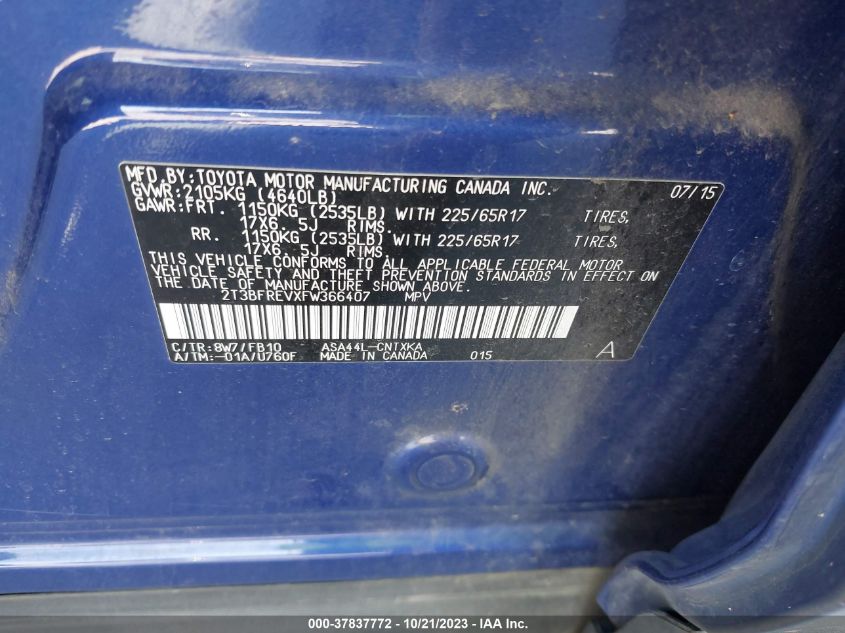 MFD.BY:TOYOTA MOTOR MANUFACTURING CANADA INC. 07/15
GVWR:2105KG (4640LB)
GAWR:FRT. 1150KG (2535LB) WITH 225/65R17 TIRES,
17X6.5J RIMS.
RR. 1150KG (2535LB) WITH 225/65R17 TIRES,
17X6.5J RIMS.
THIS VEHICLE CONFORMS TO ALL APPLICABLE FEDERAL MOTOR
VEHICLE SAFETY AND THEFT PREVENTION STANDARDS IN EFFECT ON
THE DATE OF MANUFACTURE SHOWN ABOVE.
2T3BFREVXFW366407 MPV
C/TR:8W7/FB10 ASA44L-CNTXKA
A/TM:-01A/U760F MADE IN CANADA 015 A
000-37837772 - 10/21/2023 - IAA Inc.